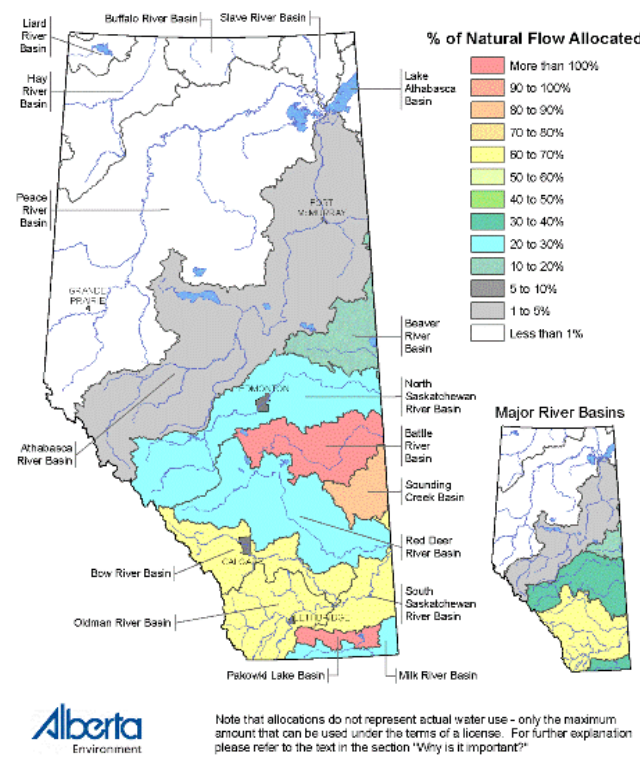 Liard
River
Basin
Buffalo River Basin
Slave River Basin
Hay
River
Basin
Lake
Athabasca
Basin
Peace
River
Basin
FORT
McMURRAY
GRANDE
PRAIRIE
Beaver
River
Basin
EDMONTON
North
Saskatchewan
River Basin
Athabasca
River Basin
Battle
River
Basin
Sounding
Creek Basin
Red Deer
River Basin
Bow River Basin
CALGA
South
Saskatchewan
River Basin
Oldman River Basin
LETHBRIDGE
Pakowki Lake Basin
Milk River Basin
% of Natural Flow Allocated
More than 100%
90 to 100%
80 to 90%
70 to 80%
60 to 70%
50 to 60%
40 to 50%
30 to 40%
20 to 30%
10 to 20%
5 to 10%
1 to 5%
Less than 1%
Major River Basins
Alberta
Environment
Note that allocations do not represent actual water use - only the maximum
amount that can be used under the terms of a license. For further explanation
please refer to the text in the section "Why is it important?"